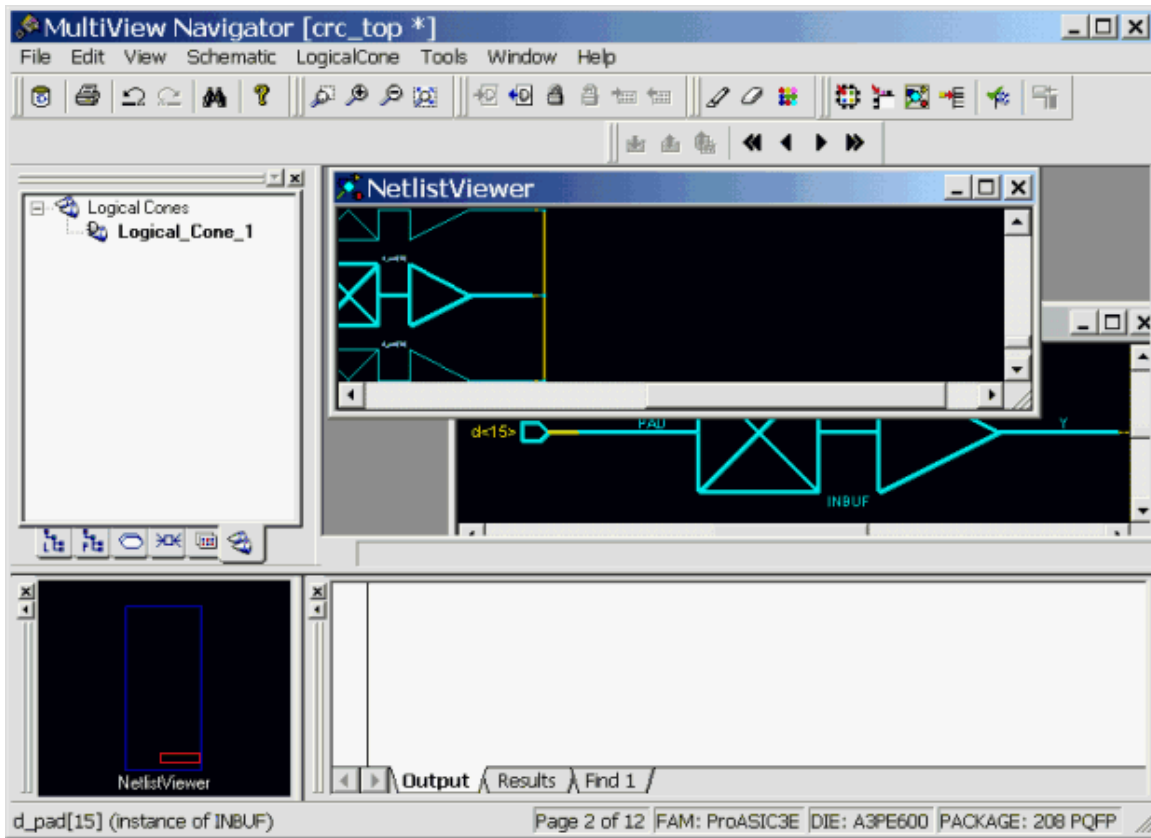 MultiView Navigator [crc_top *]
File Edit View Schematic LogicalCone Tools Window Help
Logical Cones
Logical_Cone_1
NetlistViewer
d<15>
PAD
Y
INBUF
NetlistViewer
Output Results Find 1
d_pad[15] (instance of INBUF)
Page 2 of 12 FAM: ProASIC3E DIE: A3PE600 PACKAGE: 208 PQFP